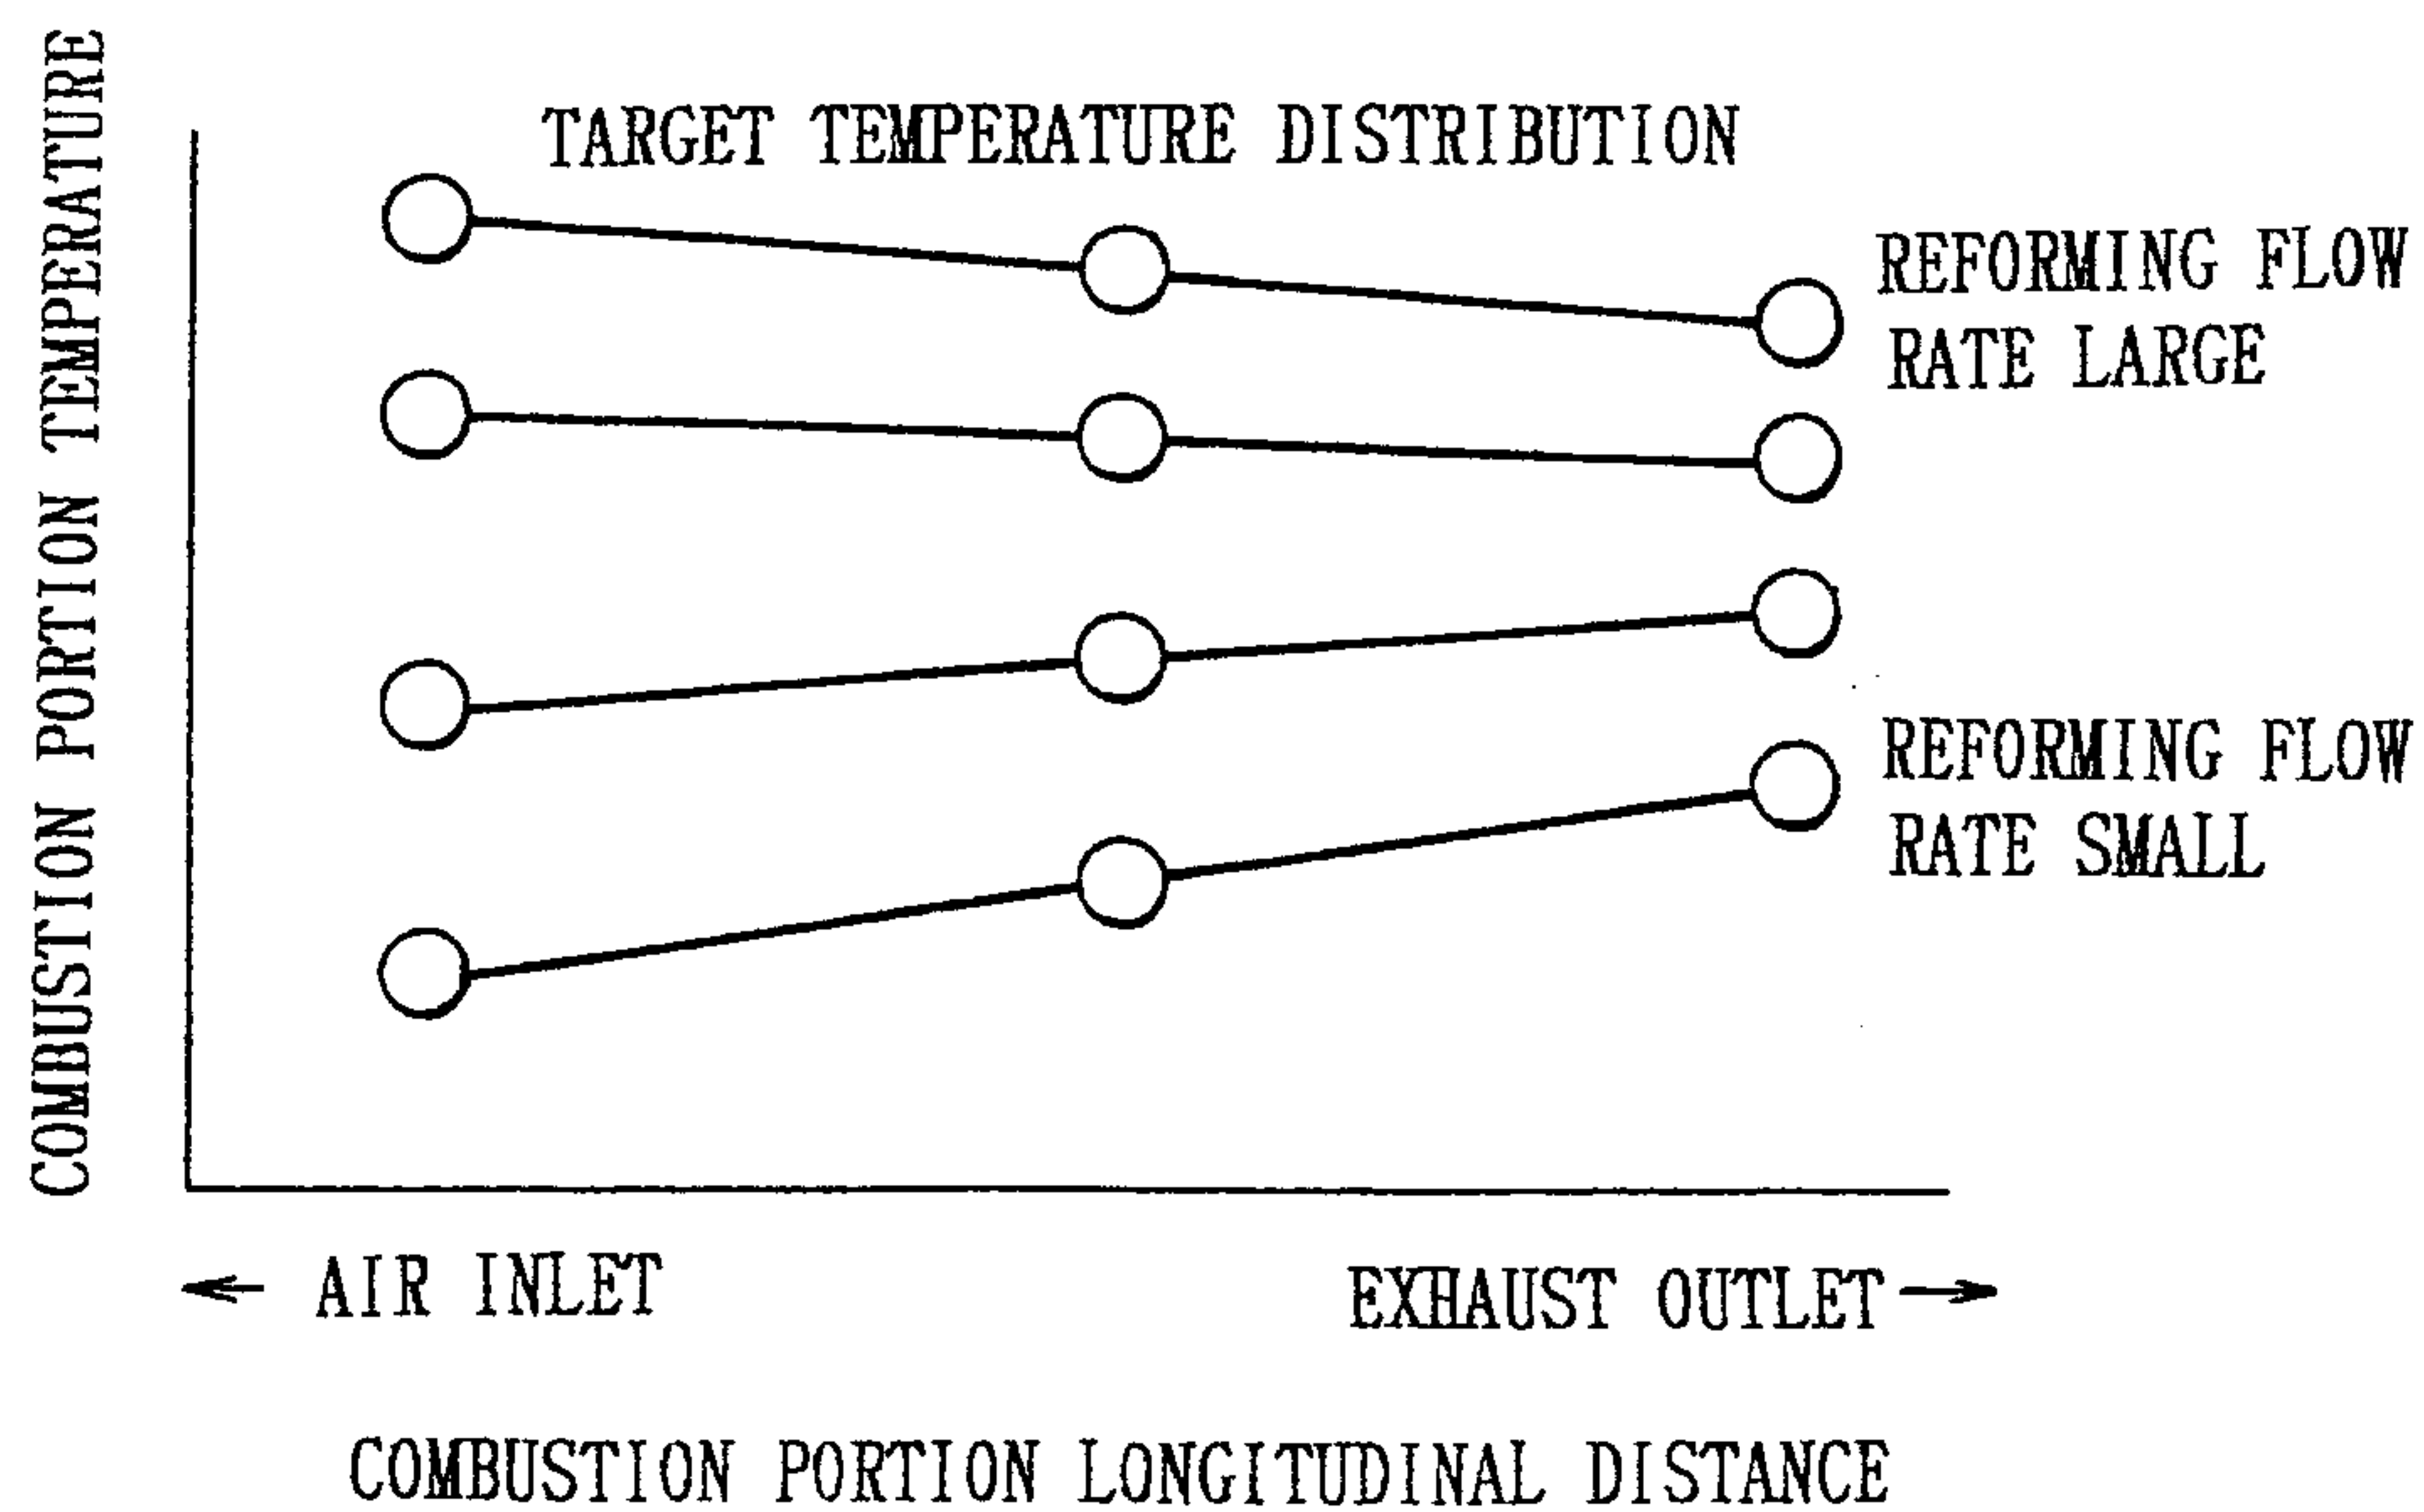 COMBUSTION PORTION TEMPERATURE
TARGET TEMPERATURE DISTRIBUTION
REFORMING FLOW
RATE LARGE
REFORMING FLOW
RATE SMALL
← AIR INLET
EXHAUST OUTLET →
COMBUSTION PORTION LONGITUDINAL DISTANCE